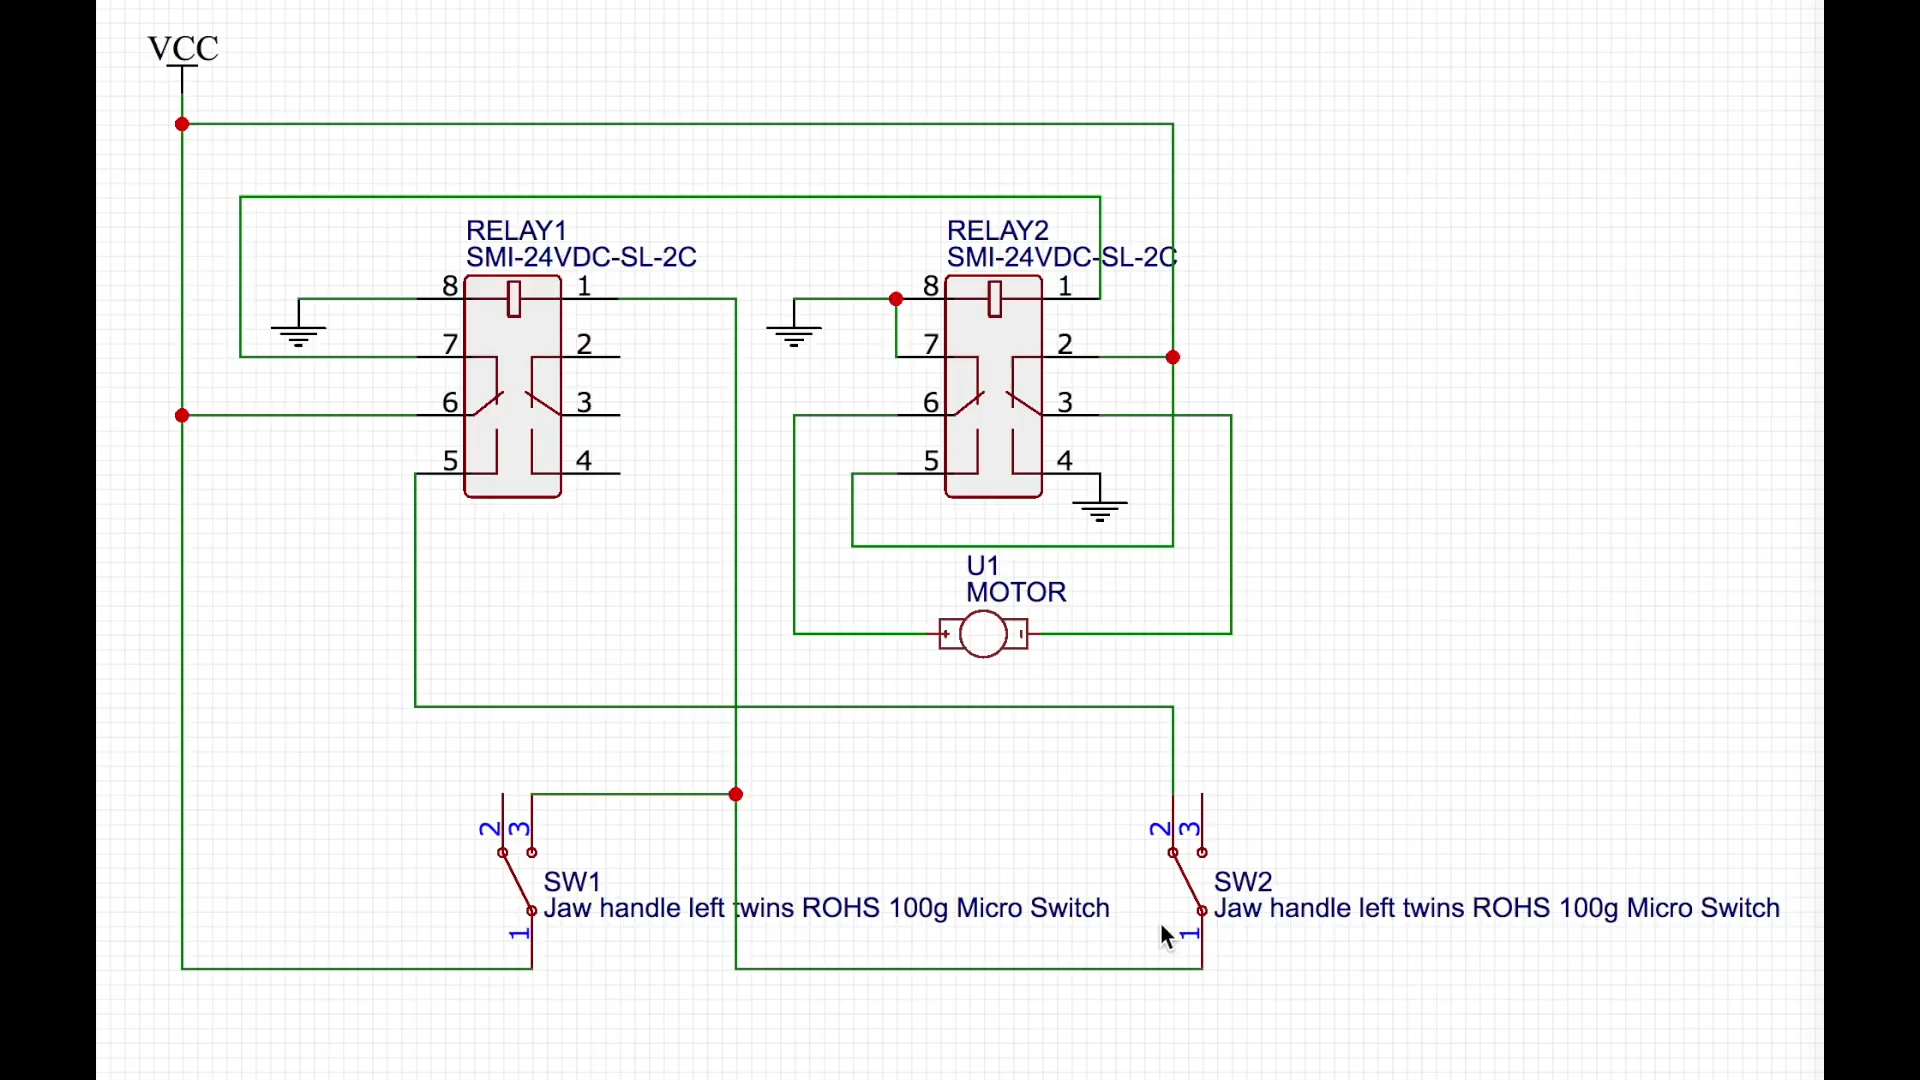 VCC
RELAY1
SMI-24VDC-SL-2C
8 1
7 2
6 3
5 4
RELAY2
SMI-24VDC-SL-2C
8 1
7 2
6 3
5 4
U1
MOTOR
+
2 3
SW1
Jaw handle left twins ROHS 100g Micro Switch
1
2 3
SW2
Jaw handle left twins ROHS 100g Micro Switch
1